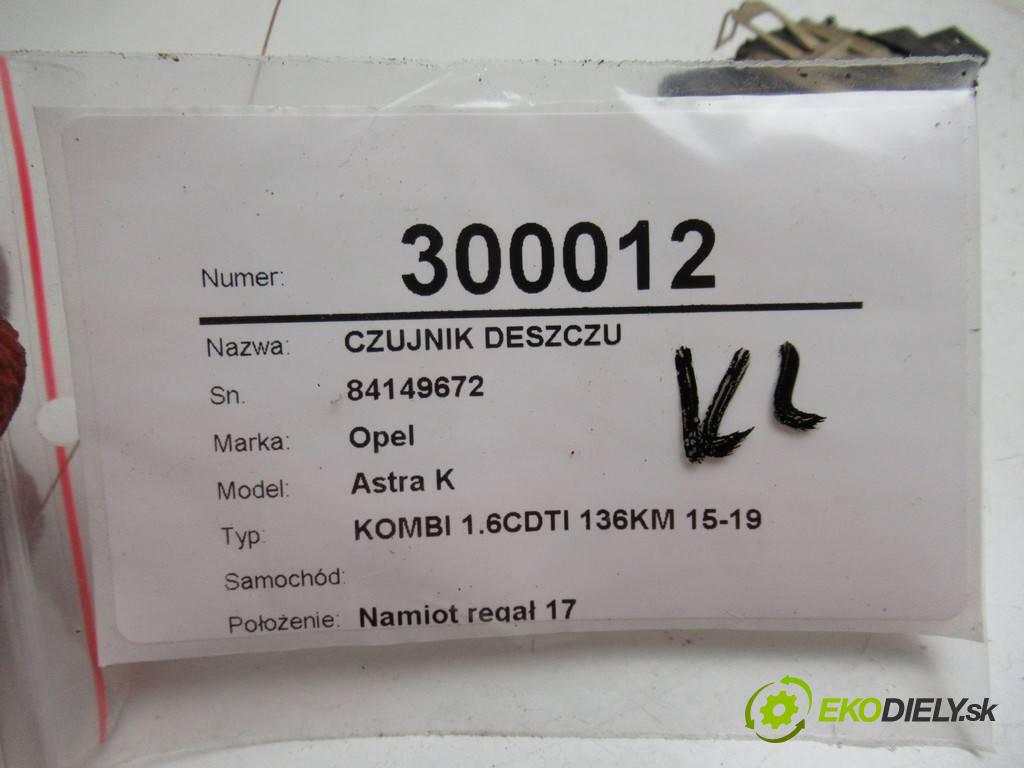 Numer: 300012
Nazwa: CZUJNIK DESZCZU
Sn. 84149672
Marka: Opel
Model: Astra K
Typ: KOMBI 1.6CDTI 136KM 15-19
Samochód:
Położenie: Namiot regał 17
EKODIELY.sk